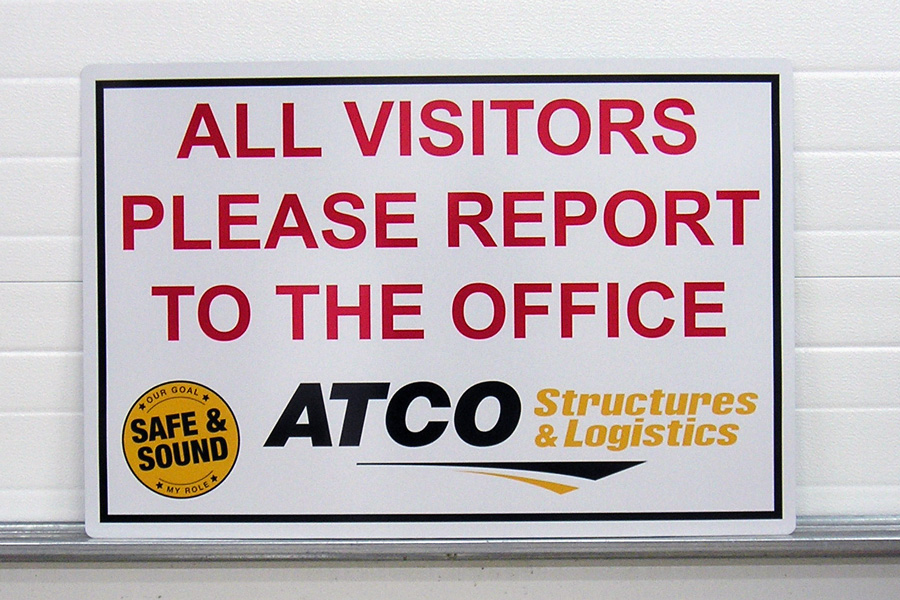 ALL VISITORS
PLEASE REPORT
TO THE OFFICE
OUR GOAL
SAFE &
SOUND
MY ROLE
ATCO
Structures
& Logistics